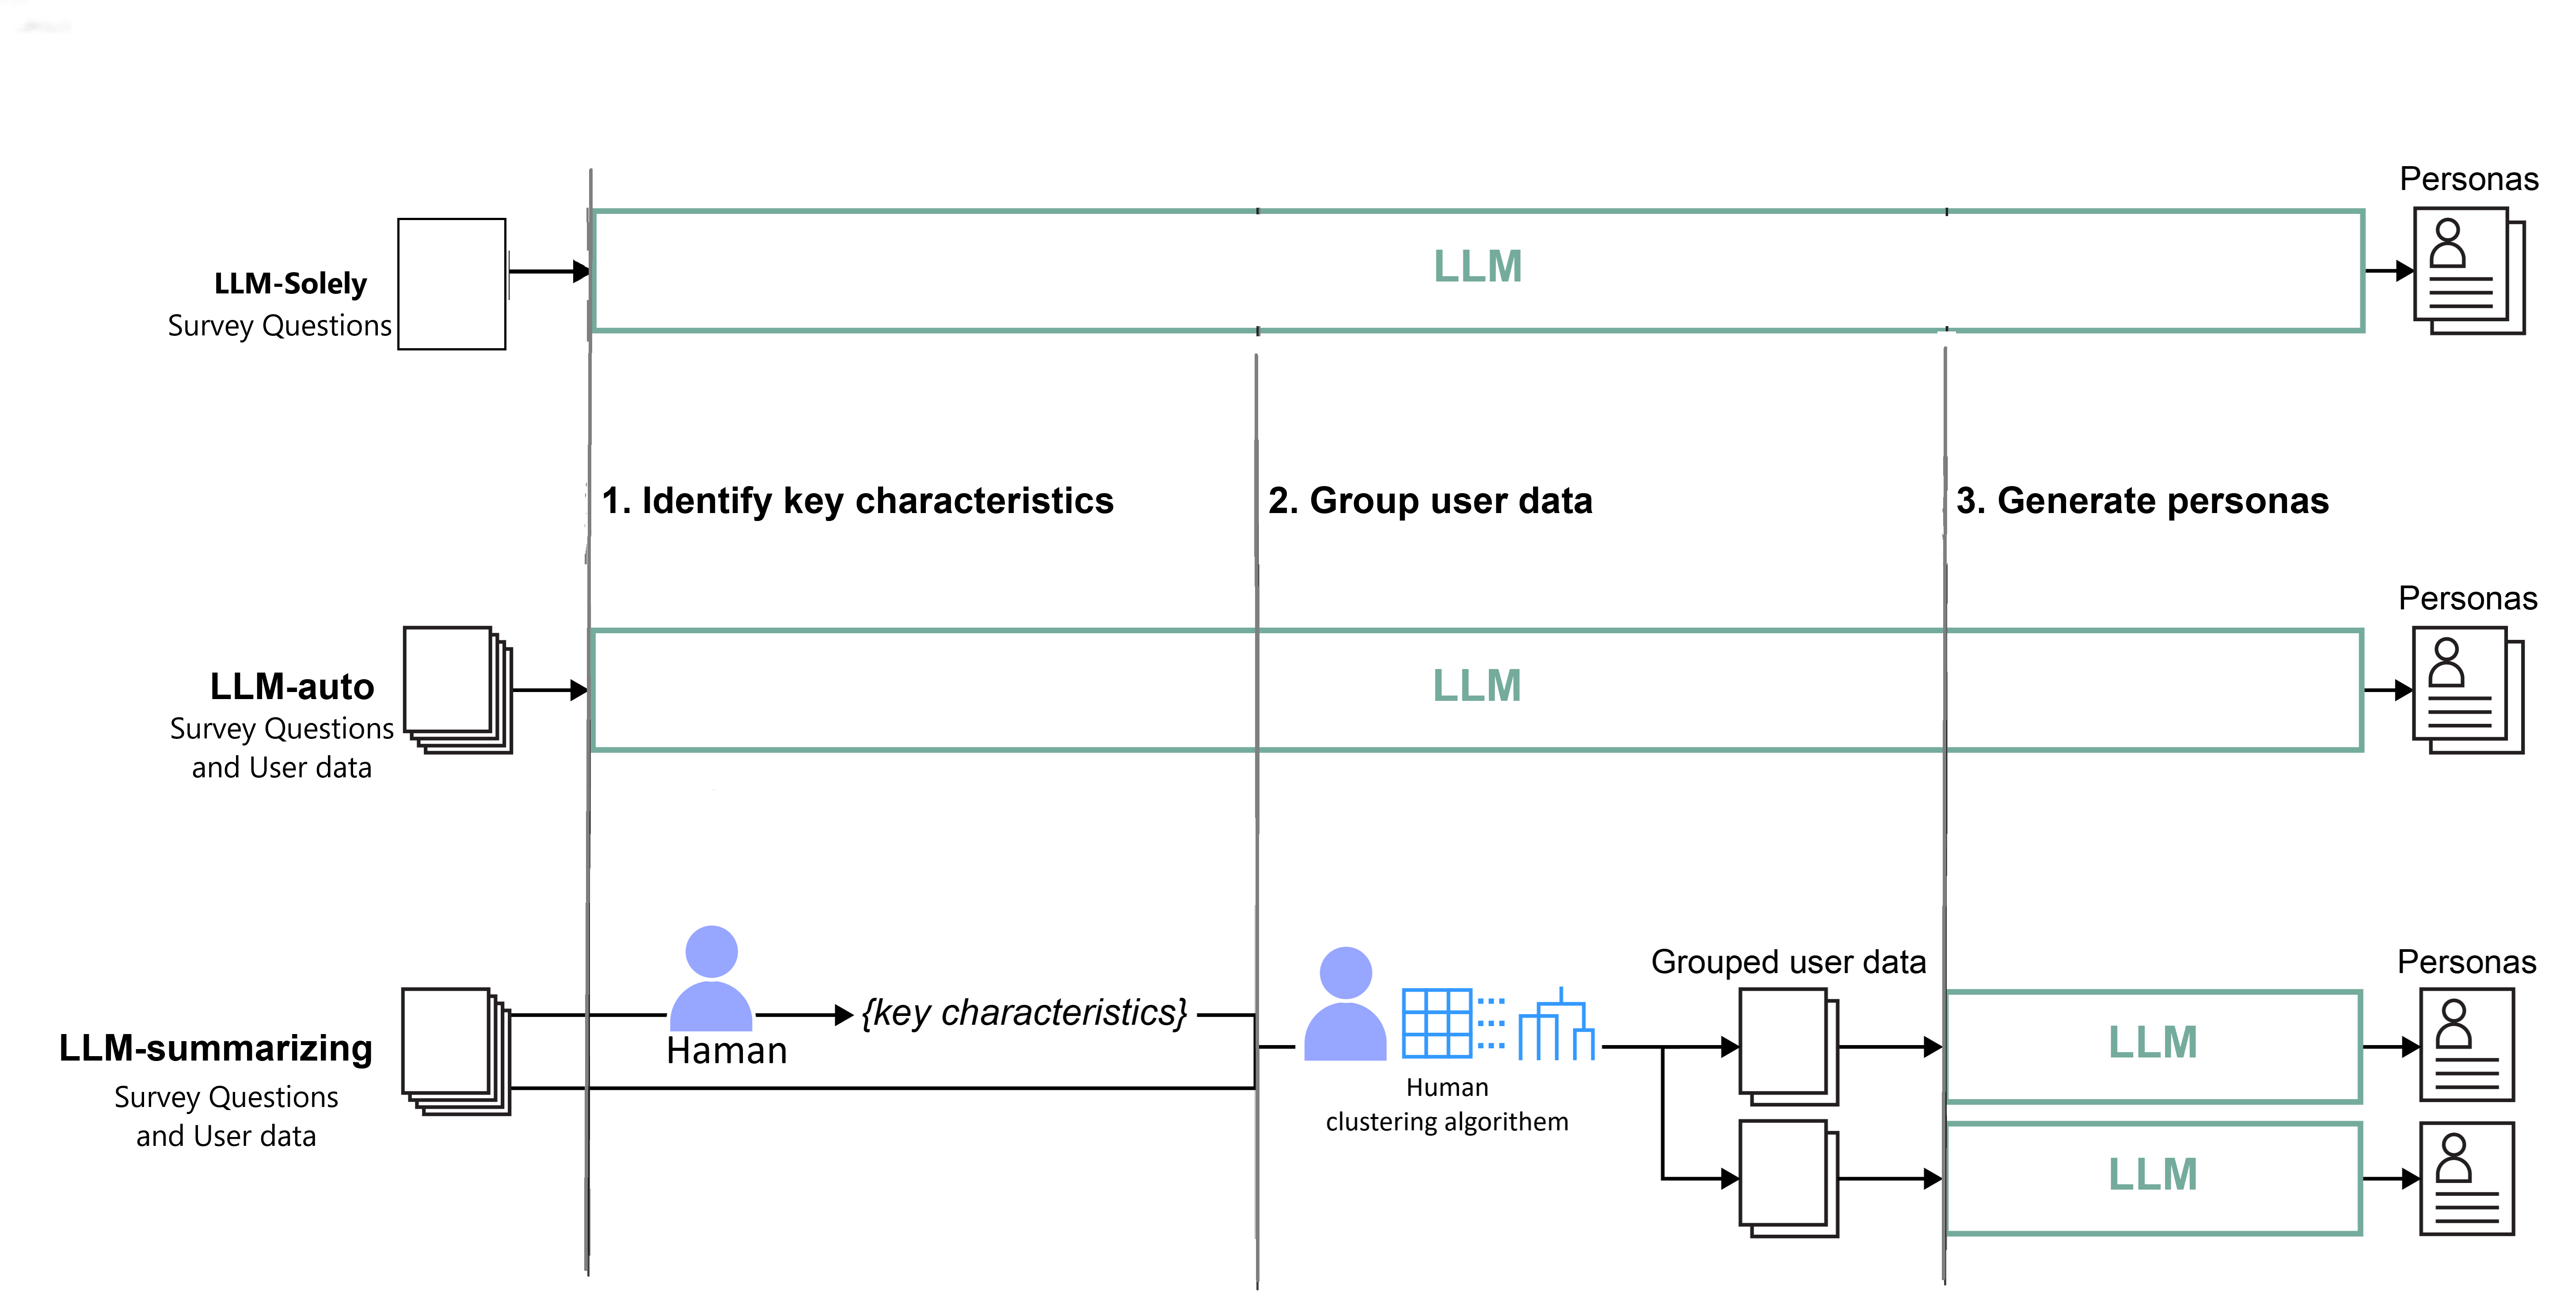 Personas
LLM
LLM-Solely
Survey Questions
1. Identify key characteristics
2. Group user data
3. Generate personas
Personas
LLM
LLM-auto
Survey Questions
and User data
Grouped user data
Personas
{key characteristics}
Haman
LLM
LLM-summarizing
Survey Questions
and User data
Human
clustering algorithem
LLM